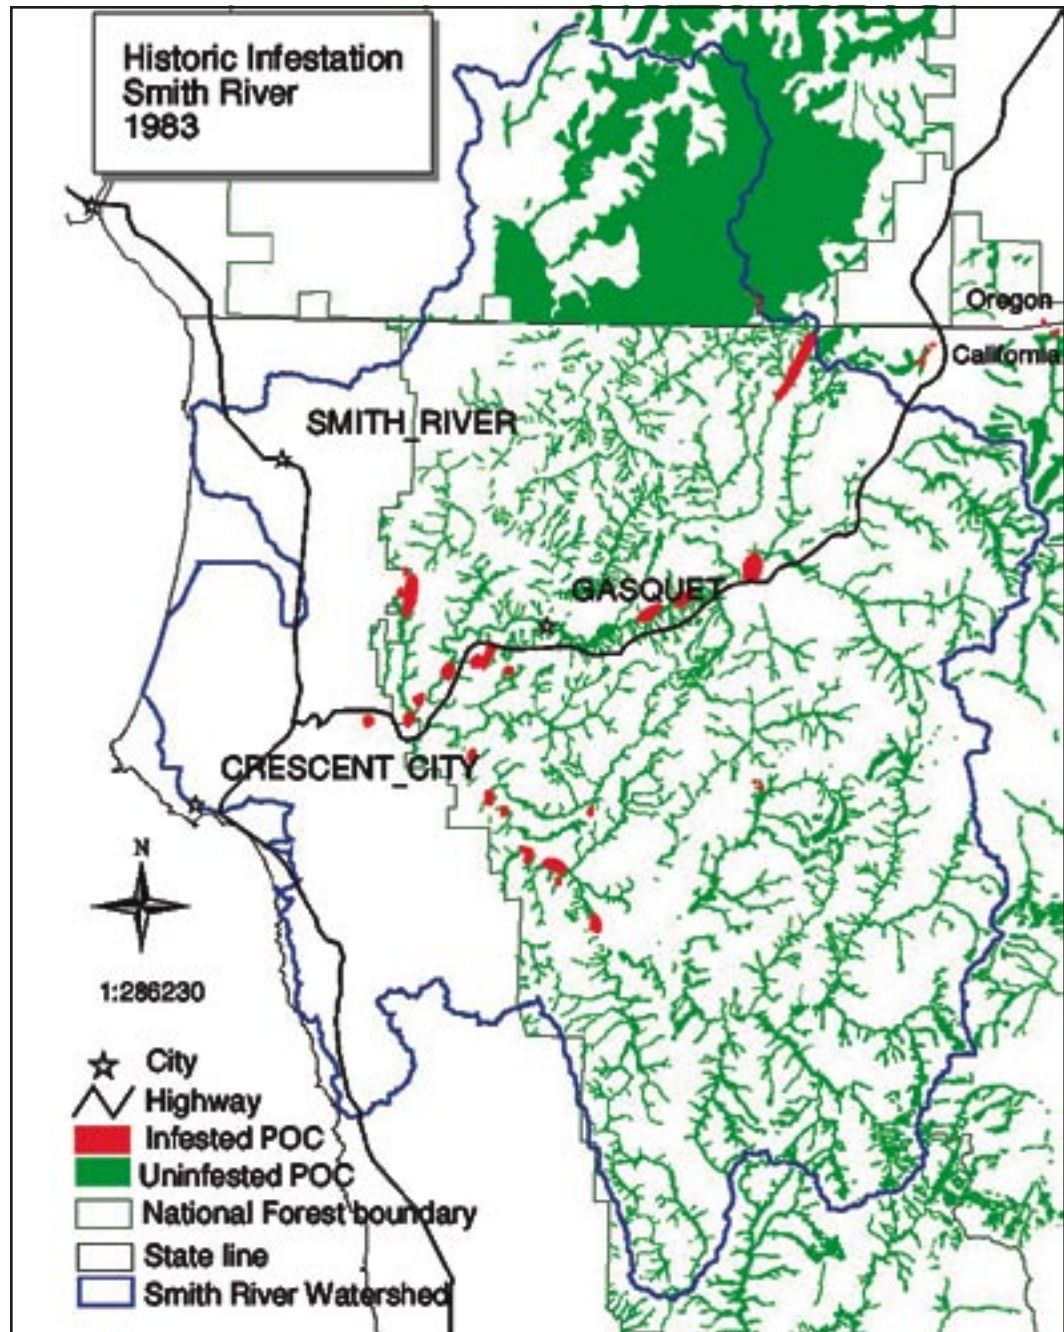 Historic Infestation
Smith River
1983
Oregon
California
SMITH_RIVER
GASQUET
CRESCENT_CITY
N
1:286230
City
Highway
Infested POC
Uninfested POC
National Forest boundary
State line
Smith River Watershed